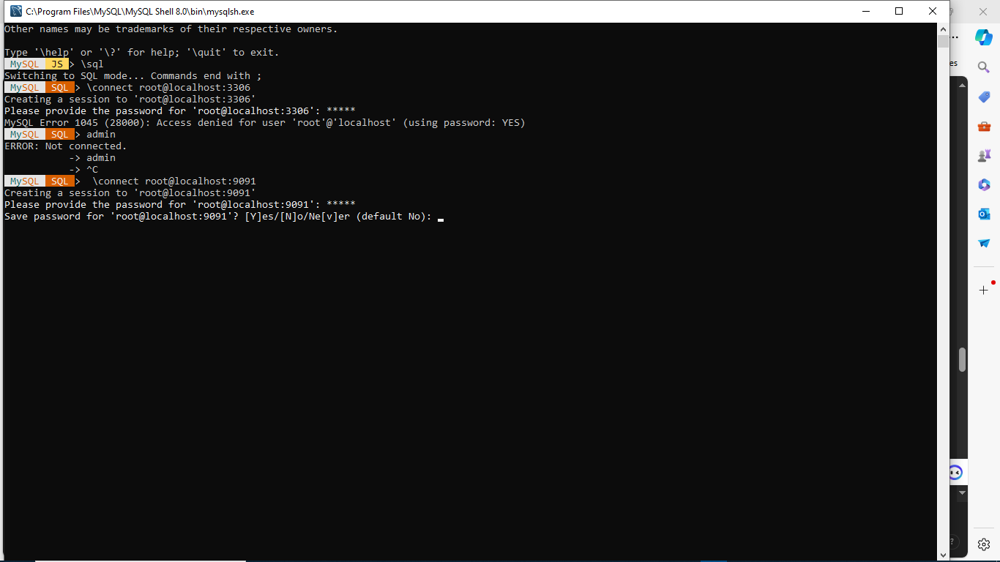 C:\Program Files\MySQL\MySQL Shell 8.0\bin\mysqlsh.exe
Other names may be trademarks of their respective owners.
Type '\help' or '\?' for help; '\quit' to exit.
MySQL JS > \sql
Switching to SQL mode... Commands end with ;
MySQL SQL > \connect root@localhost:3306
Creating a session to 'root@localhost:3306'
Please provide the password for 'root@localhost:3306': *****
MySQL Error 1045 (28000): Access denied for user 'root'@'localhost' (using password: YES)
MySQL SQL > admin
ERROR: Not connected.
-> admin
-> ^C
MySQL SQL > \connect root@localhost:9091
Creating a session to 'root@localhost:9091'
Please provide the password for 'root@localhost:9091': *****
Save password for 'root@localhost:9091'? [Y]es/[N]o/Ne[v]er (default No):
es